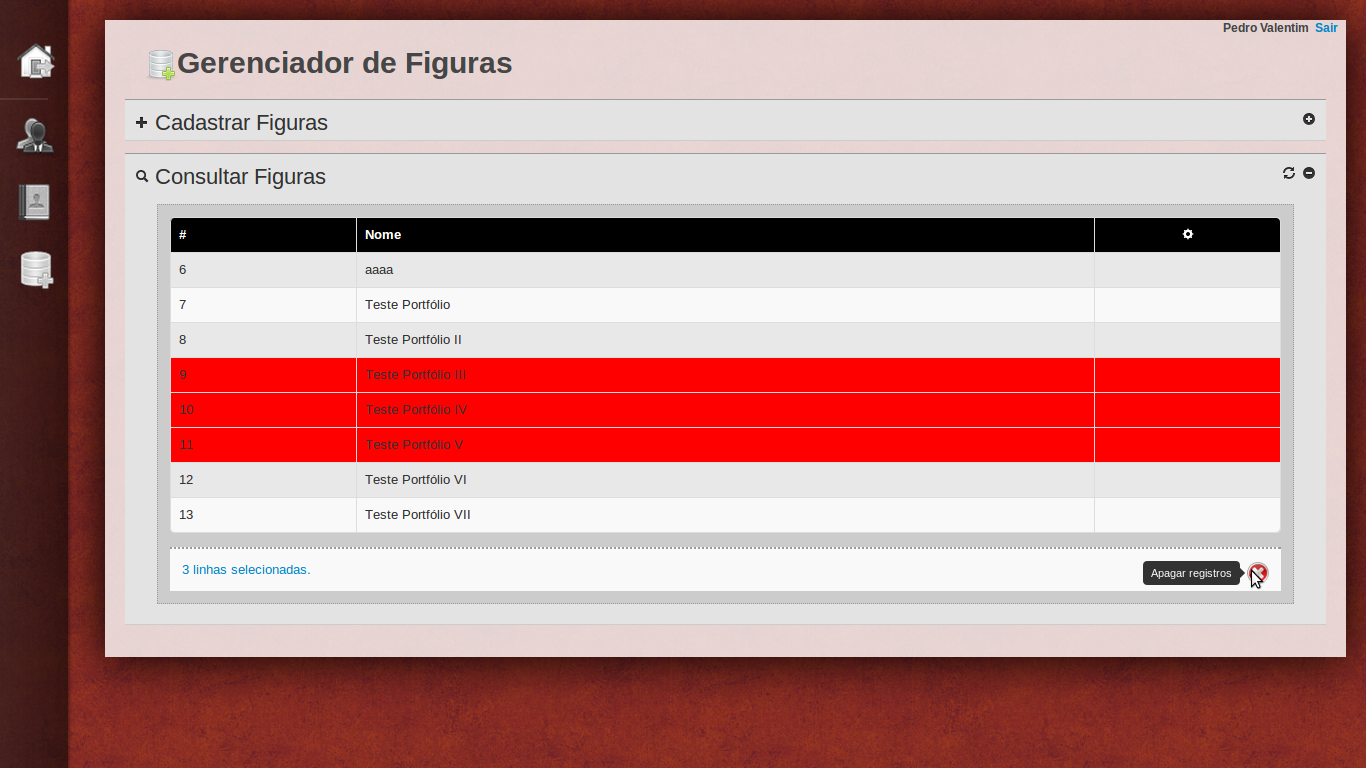 Pedro Valentim Sair
Gerenciador de Figuras
Cadastrar Figuras
Consultar Figuras
# Nome
6 aaaa
7 Teste Portfólio
8 Teste Portfólio II
9 Teste Portfólio III
10 Teste Portfólio IV
11 Teste Portfólio V
12 Teste Portfólio VI
13 Teste Portfólio VII
3 linhas selecionadas. Apagar registros